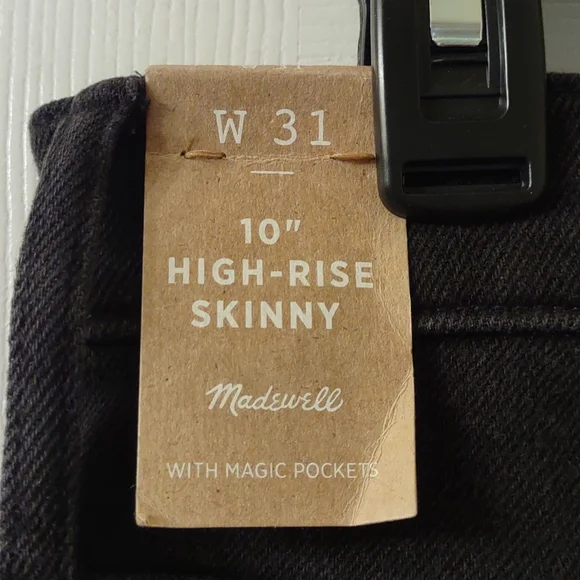 W 31
10"
HIGH-RISE
SKINNY
Madewell
WITH MAGIC POCKETS